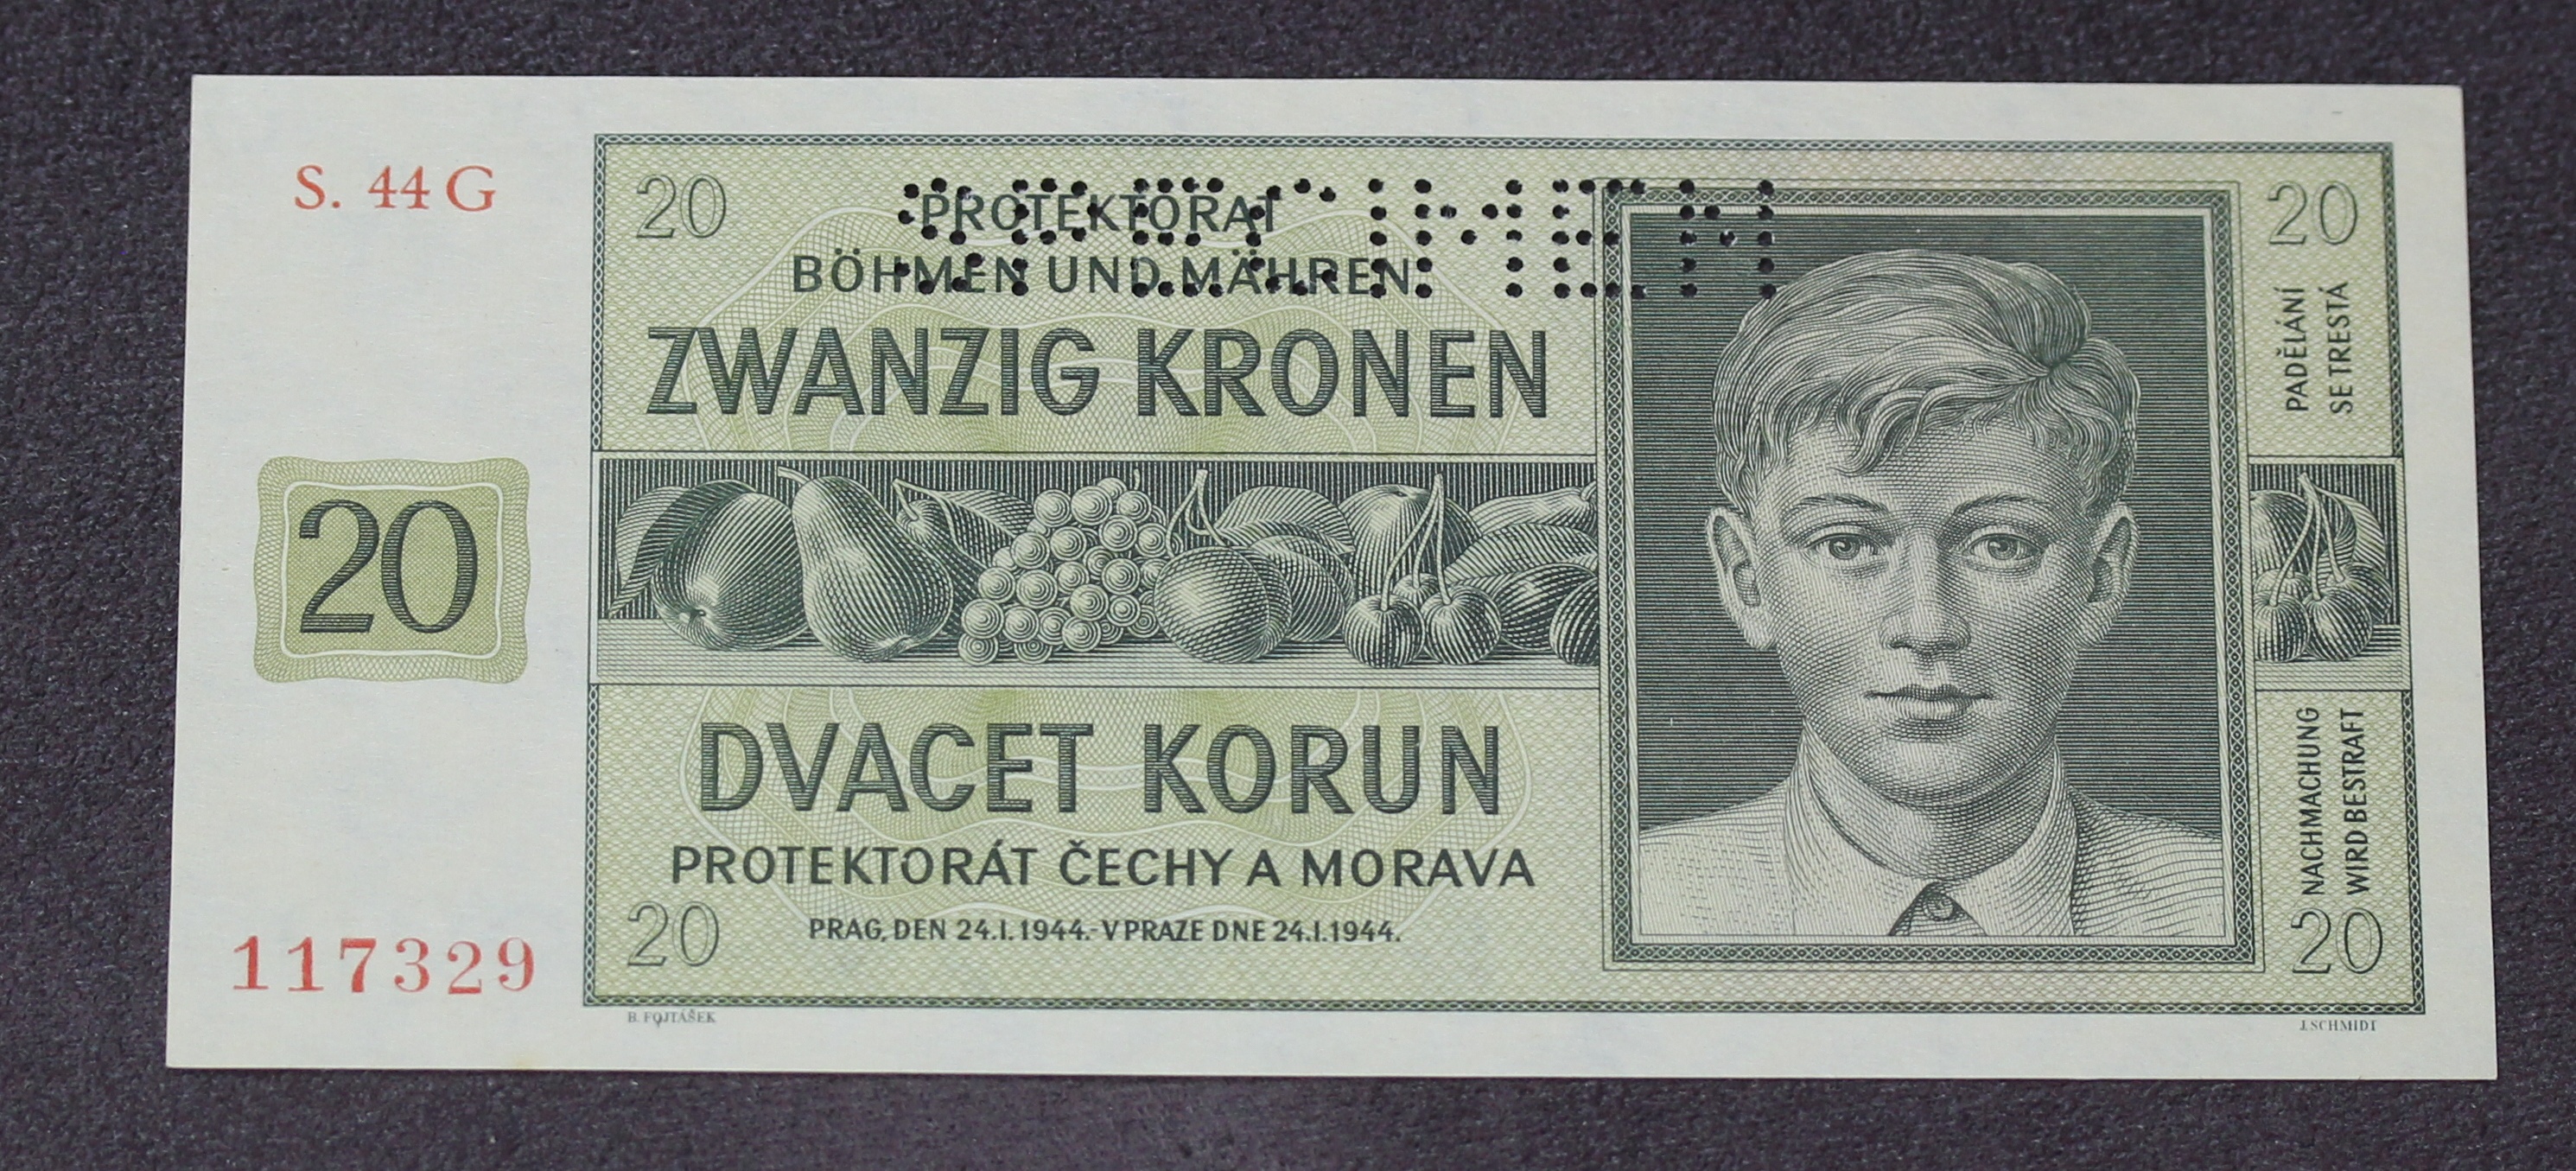 S. 44 G
20
PROTEKTORAT
BÖHMEN UND MÄHREN
ZWANZIG KRONEN
SPECIMEN
20
PADĚLÁNÍ
SE TRESTÁ
20
DVACET KORUN
PROTEKTORÁT ČECHY A MORAVA
20
PRAG, DEN 24.I.1944.-V PRAZE DNE 24.I.1944.
NACHMACHUNG
WIRD BESTRAFT
20
117329
B. FOJTÁŠEK
J. SCHMIDT